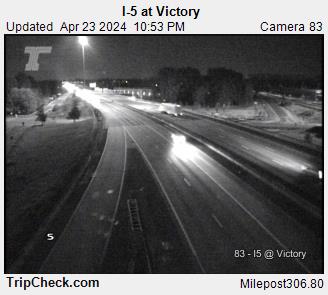 I-5 at Victory
Updated Apr 23 2024 10:53 PM Camera 83
T
S
83 - I5 @ Victory
TripCheck.com Milepost306.80